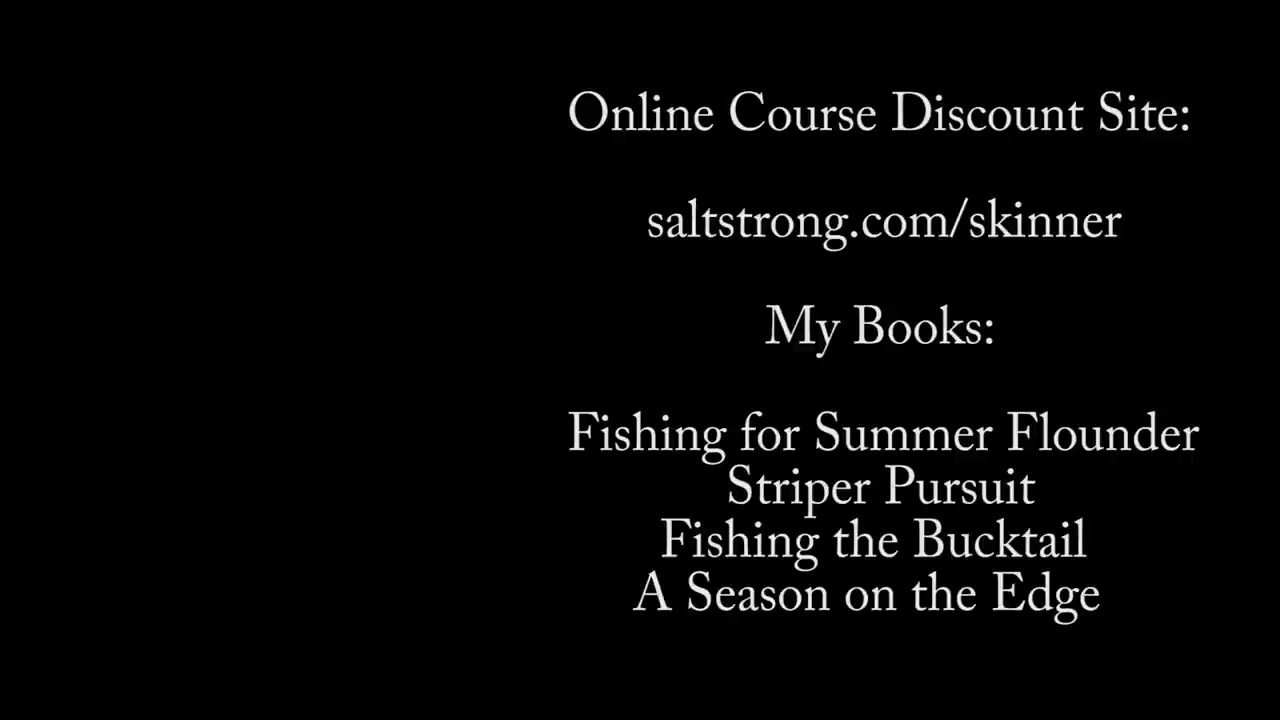 Online Course Discount Site:
saltstrong.com/skinner
My Books:
Fishing for Summer Flounder
Striper Pursuit
Fishing the Bucktail
A Season on the Edge